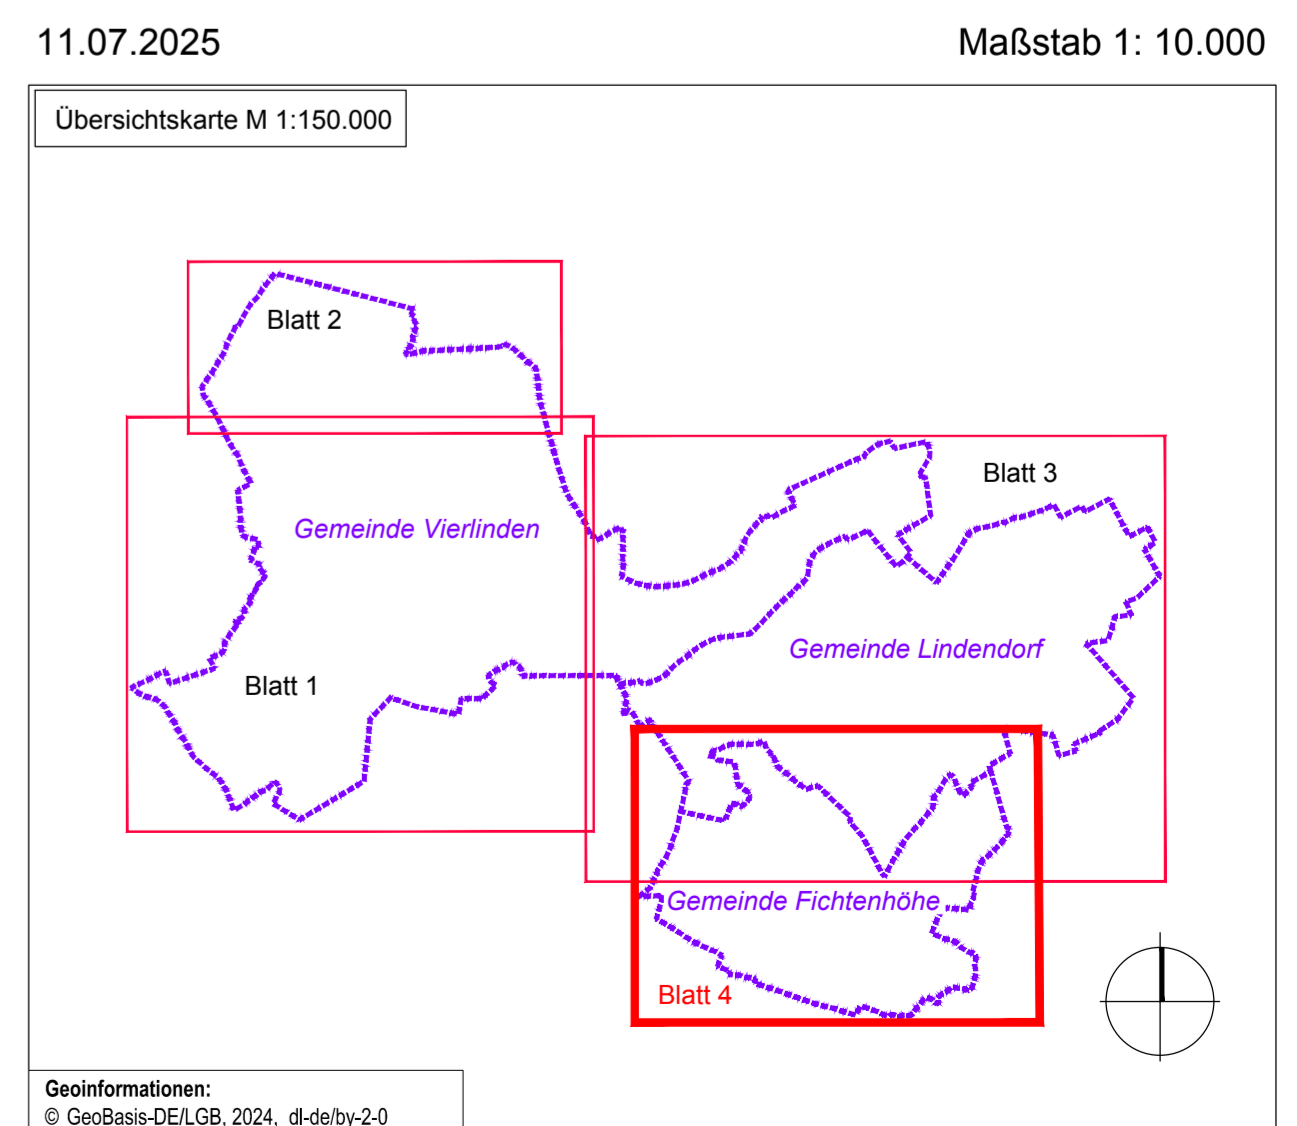 11.07.2025
Maßstab 1: 10.000
Übersichtskarte M 1:150.000
Blatt 2
Blatt 3
Gemeinde Vierlinden
Gemeinde Lindendorf
Blatt 1
Gemeinde Fichtenhöhe
Blatt 4
Geoinformationen:
© GeoBasis-DE/LGB, 2024, dl-de/by-2-0